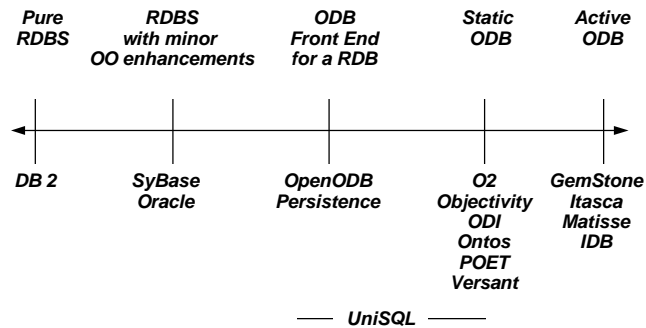 Pure
RDBS
RDBS
with minor
OO enhancements
ODB
Front End
for a RDB
Static
ODB
Active
ODB
DB 2
SyBase
Oracle
OpenODB
Persistence
O2
Objectivity
ODI
Ontos
POET
Versant
GemStone
Itasca
Matisse
IDB
UniSQL